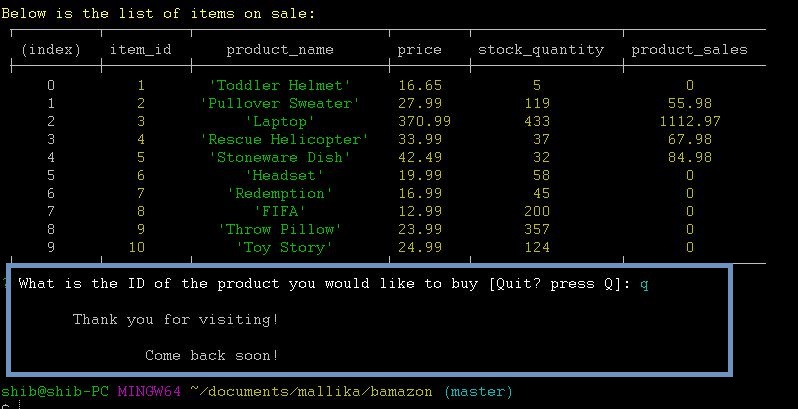 Below is the list of items on sale:
(index) item_id product_name price stock_quantity product_sales
0 1 'Toddler Helmet' 16.65 5 0
1 2 'Pullover Sweater' 27.99 119 55.98
2 3 'Laptop' 370.99 433 1112.97
3 4 'Rescue Helicopter' 33.99 37 67.98
4 5 'Stoneware Dish' 42.49 32 84.98
5 6 'Headset' 19.99 58 0
6 7 'Redemption' 16.99 45 0
7 8 'FIFA' 12.99 200 0
8 9 'Throw Pillow' 23.99 357 0
9 10 'Toy Story' 24.99 124 0
? What is the ID of the product you would like to buy [Quit? press Q]: q
Thank you for visiting!
Come back soon!
shib@shib-PC MINGW64 ~/documents/mallika/bamazon (master)
$